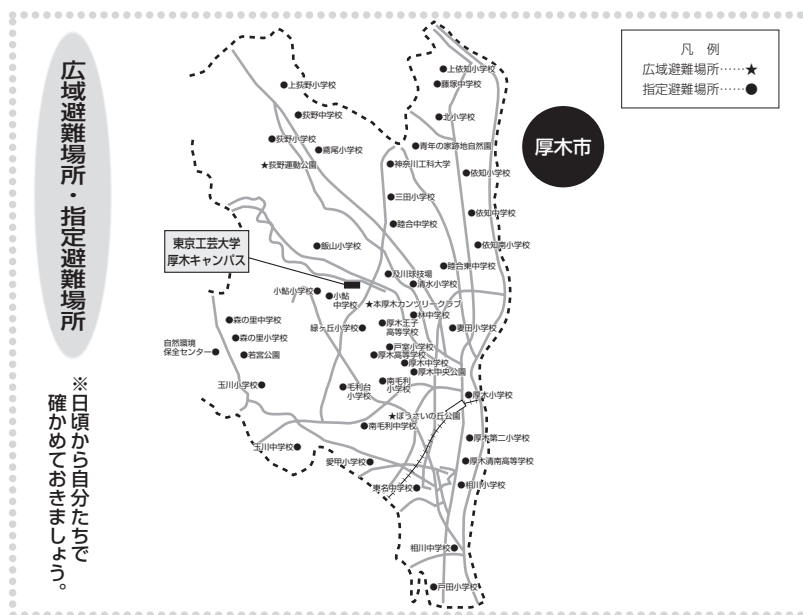 広域避難場所・指定避難場所
※日頃から自分たちで
確かめておきましょう。
凡 例
広域避難場所……★
指定避難場所……●
厚木市
東京工芸大学
厚木キャンパス
●上依知小学校
●藤塚中学校
●上荻野小学校
●荻野中学校
●北小学校
●荻野小学校
●鳶尾小学校
●青年の家跡地自然園
★荻野運動公園
●神奈川工科大学
●依知小学校
●三田小学校
●依知中学校
●睦合中学校
●依知南小学校
●飯山小学校
●睦合東中学校
●及川球技場
●清水小学校
小鮎小学校●
●小鮎
中学校
★本厚木カンツリークラブ
●林中学校
●森の里中学校
緑ヶ丘小学校●
●厚木王子
高等学校
●妻田小学校
●森の里小学校
自然環境
保全センター●
●若宮公園
●戸室小学校
●厚木高等学校
●厚木中学校
●厚木中央公園
玉川小学校●
●毛利台
小学校
●南毛利
小学校
●厚木小学校
★ぼうさいの丘公園
●南毛利中学校
●厚木第二小学校
玉川中学校●
愛甲小学校●
●厚木清南高等学校
東名中学校●
●相川小学校
相川中学校●
●戸田小学校